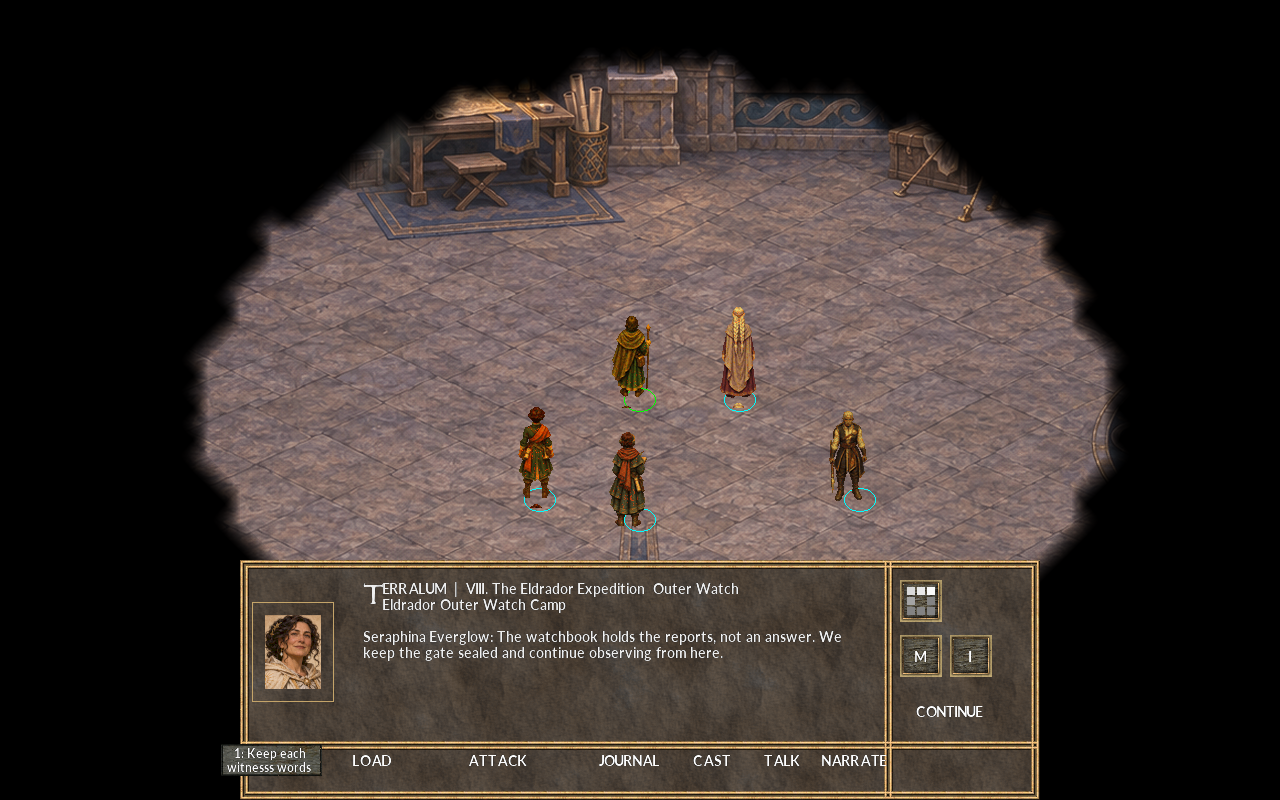 TERRALUM | VIII. The Eldrador Expedition Outer Watch
Eldrador Outer Watch Camp
Seraphina Everglow: The watchbook holds the reports, not an answer. We
keep the gate sealed and continue observing from here.
M I
CONTINUE
1: Keep each
witnesss words
LOAD ATTACK JOURNAL CAST TALK NARRATE